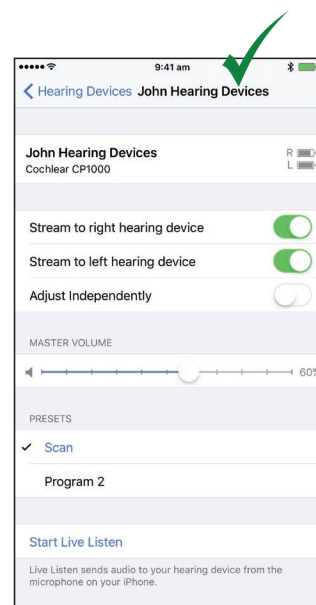 9:41 am
Hearing Devices John Hearing Devices
John Hearing Devices R
Cochlear CP1000 L
Stream to right hearing device
Stream to left hearing device
Adjust Independently
MASTER VOLUME
60%
PRESETS
Scan
Program 2
Start Live Listen
Live Listen sends audio to your hearing device from the
microphone on your iPhone.